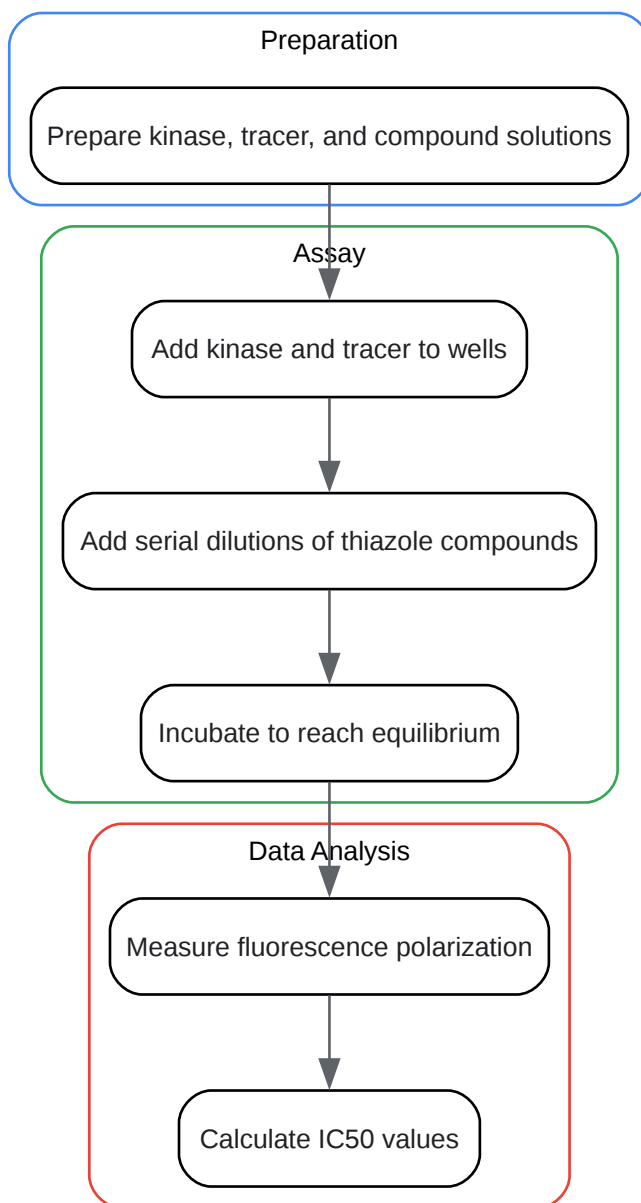 Preparation
Prepare kinase, tracer, and compound solutions
Assay
Add kinase and tracer to wells
Add serial dilutions of thiazole compounds
Incubate to reach equilibrium
Data Analysis
Measure fluorescence polarization
Calculate IC50 values